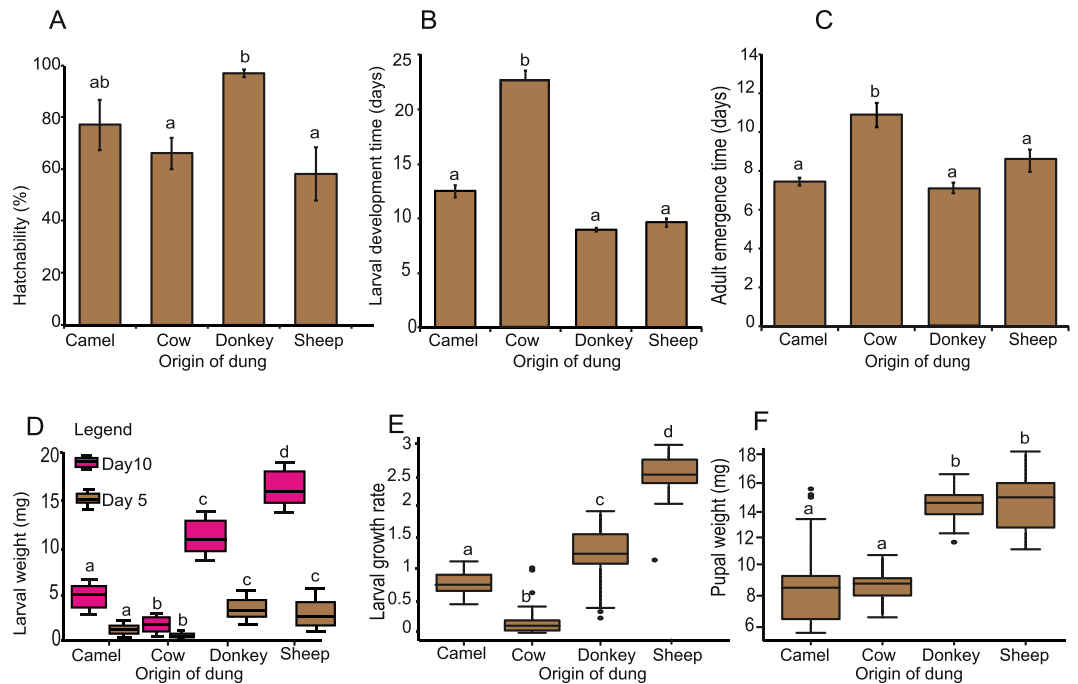 A
Hatchability (%)
100
80
60
40
20
0
ab
a
b
a
Camel Cow Donkey Sheep
Origin of dung
B
Larval development time (days)
25
20
15
10
5
0
a
b
a
a
Camel Cow Donkey Sheep
Origin of dung
C
Adult emergence time (days)
14
12
10
8
6
4
2
0
a
b
a
a
Camel Cow Donkey Sheep
Origin of dung
D
Legend
Day10
Day 5
Larval weight (mg)
20
15
10
5
0
a
a
b
b
c
c
d
c
Camel Cow Donkey Sheep
Origin of dung
E
Larval growth rate
3
2.5
2
1.5
1
0.5
0
a
b
c
d
Camel Cow Donkey Sheep
Origin of dung
F
Pupal weight (mg)
18
16
14
10
8
6
a
a
b
b
Camel Cow Donkey Sheep
Origin of dung